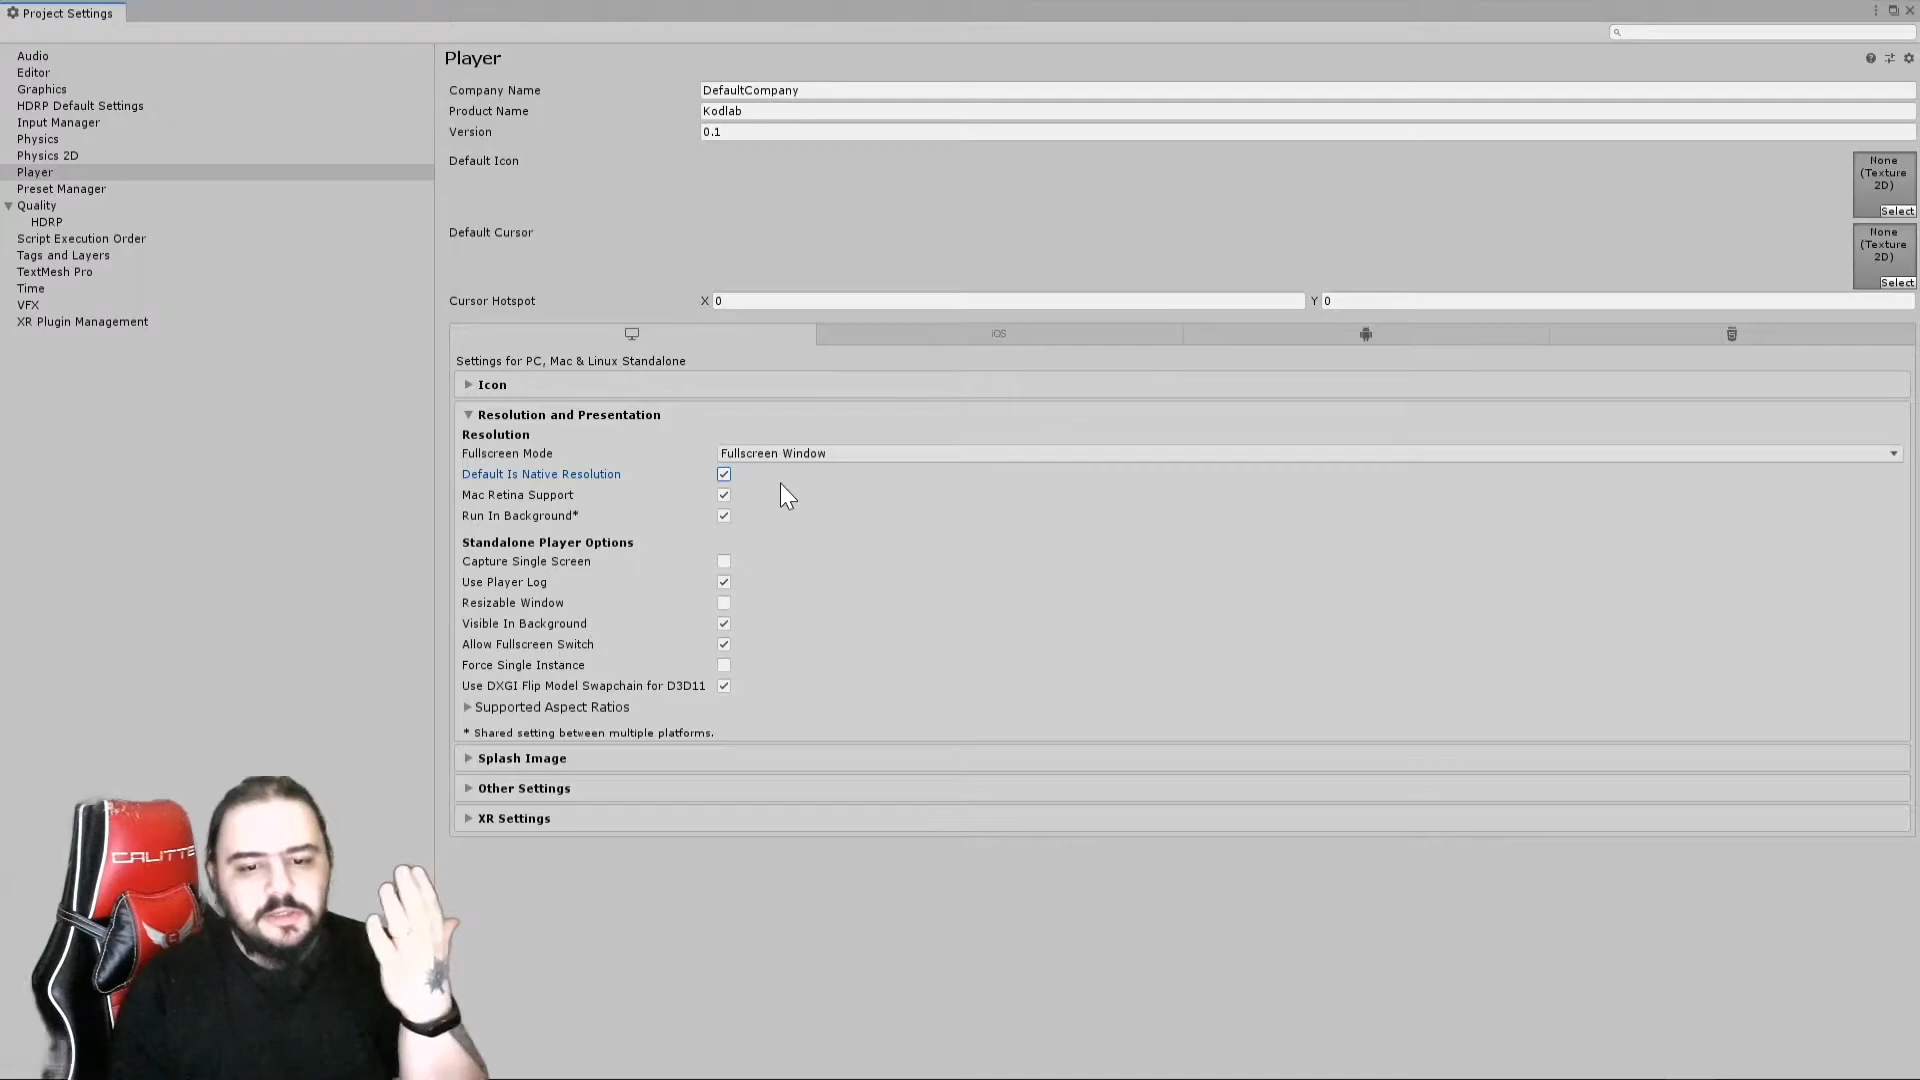 Project Settings
Audio
Editor
Graphics
HDRP Default Settings
Input Manager
Physics
Physics 2D
Player
Preset Manager
Quality
HDRP
Script Execution Order
Tags and Layers
TextMesh Pro
Time
VFX
XR Plugin Management
Player
Company Name DefaultCompany
Product Name Kodlab
Version 0.1
Default Icon
None
(Texture
2D)
Select
Default Cursor
None
(Texture
2D)
Select
Cursor Hotspot X 0 Y 0
iOS
Settings for PC, Mac & Linux Standalone
Icon
Resolution and Presentation
Resolution
Fullscreen Mode Fullscreen Window
Default Is Native Resolution
Mac Retina Support
Run In Background*
Standalone Player Options
Capture Single Screen
Use Player Log
Resizable Window
Visible In Background
Allow Fullscreen Switch
Force Single Instance
Use DXGI Flip Model Swapchain for D3D11
Supported Aspect Ratios
* Shared setting between multiple platforms.
Splash Image
Other Settings
XR Settings